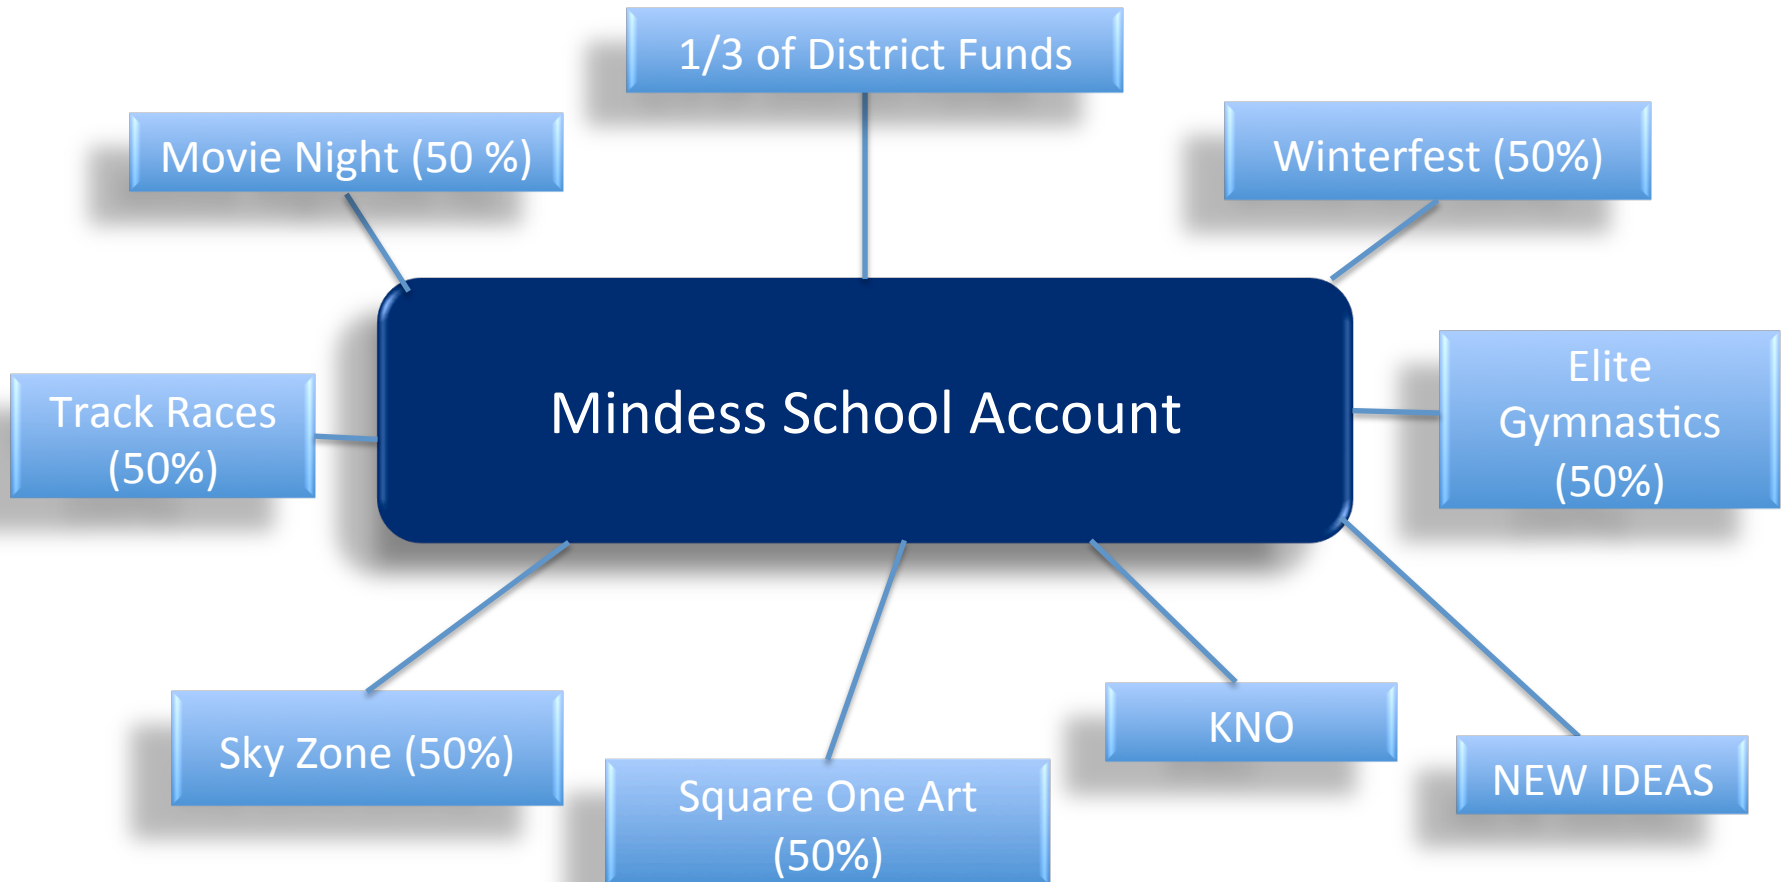 1/3 of District Funds
Movie Night (50 %)
Winterfest (50%)
Mindess School Account
Track Races
(50%)
Elite
Gymnastics
(50%)
Sky Zone (50%)
Square One Art
(50%)
KNO
NEW IDEAS